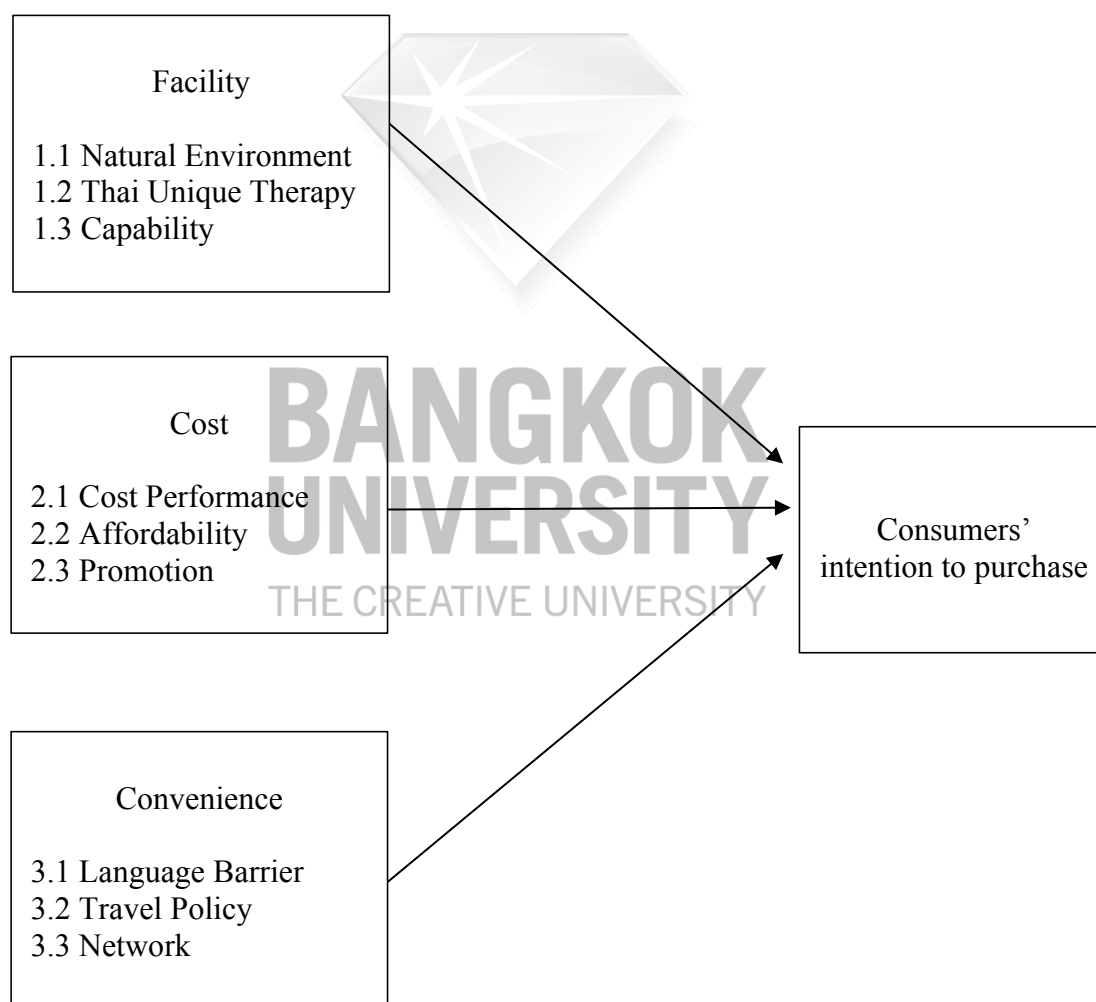 Facility
1.1 Natural Environment
1.2 Thai Unique Therapy
1.3 Capability
Cost
2.1 Cost Performance
2.2 Affordability
2.3 Promotion
BANGKOK
UNIVERSITY
THE CREATIVE UNIVERSITY
Consumers’
intention to purchase
Convenience
3.1 Language Barrier
3.2 Travel Policy
3.3 Network